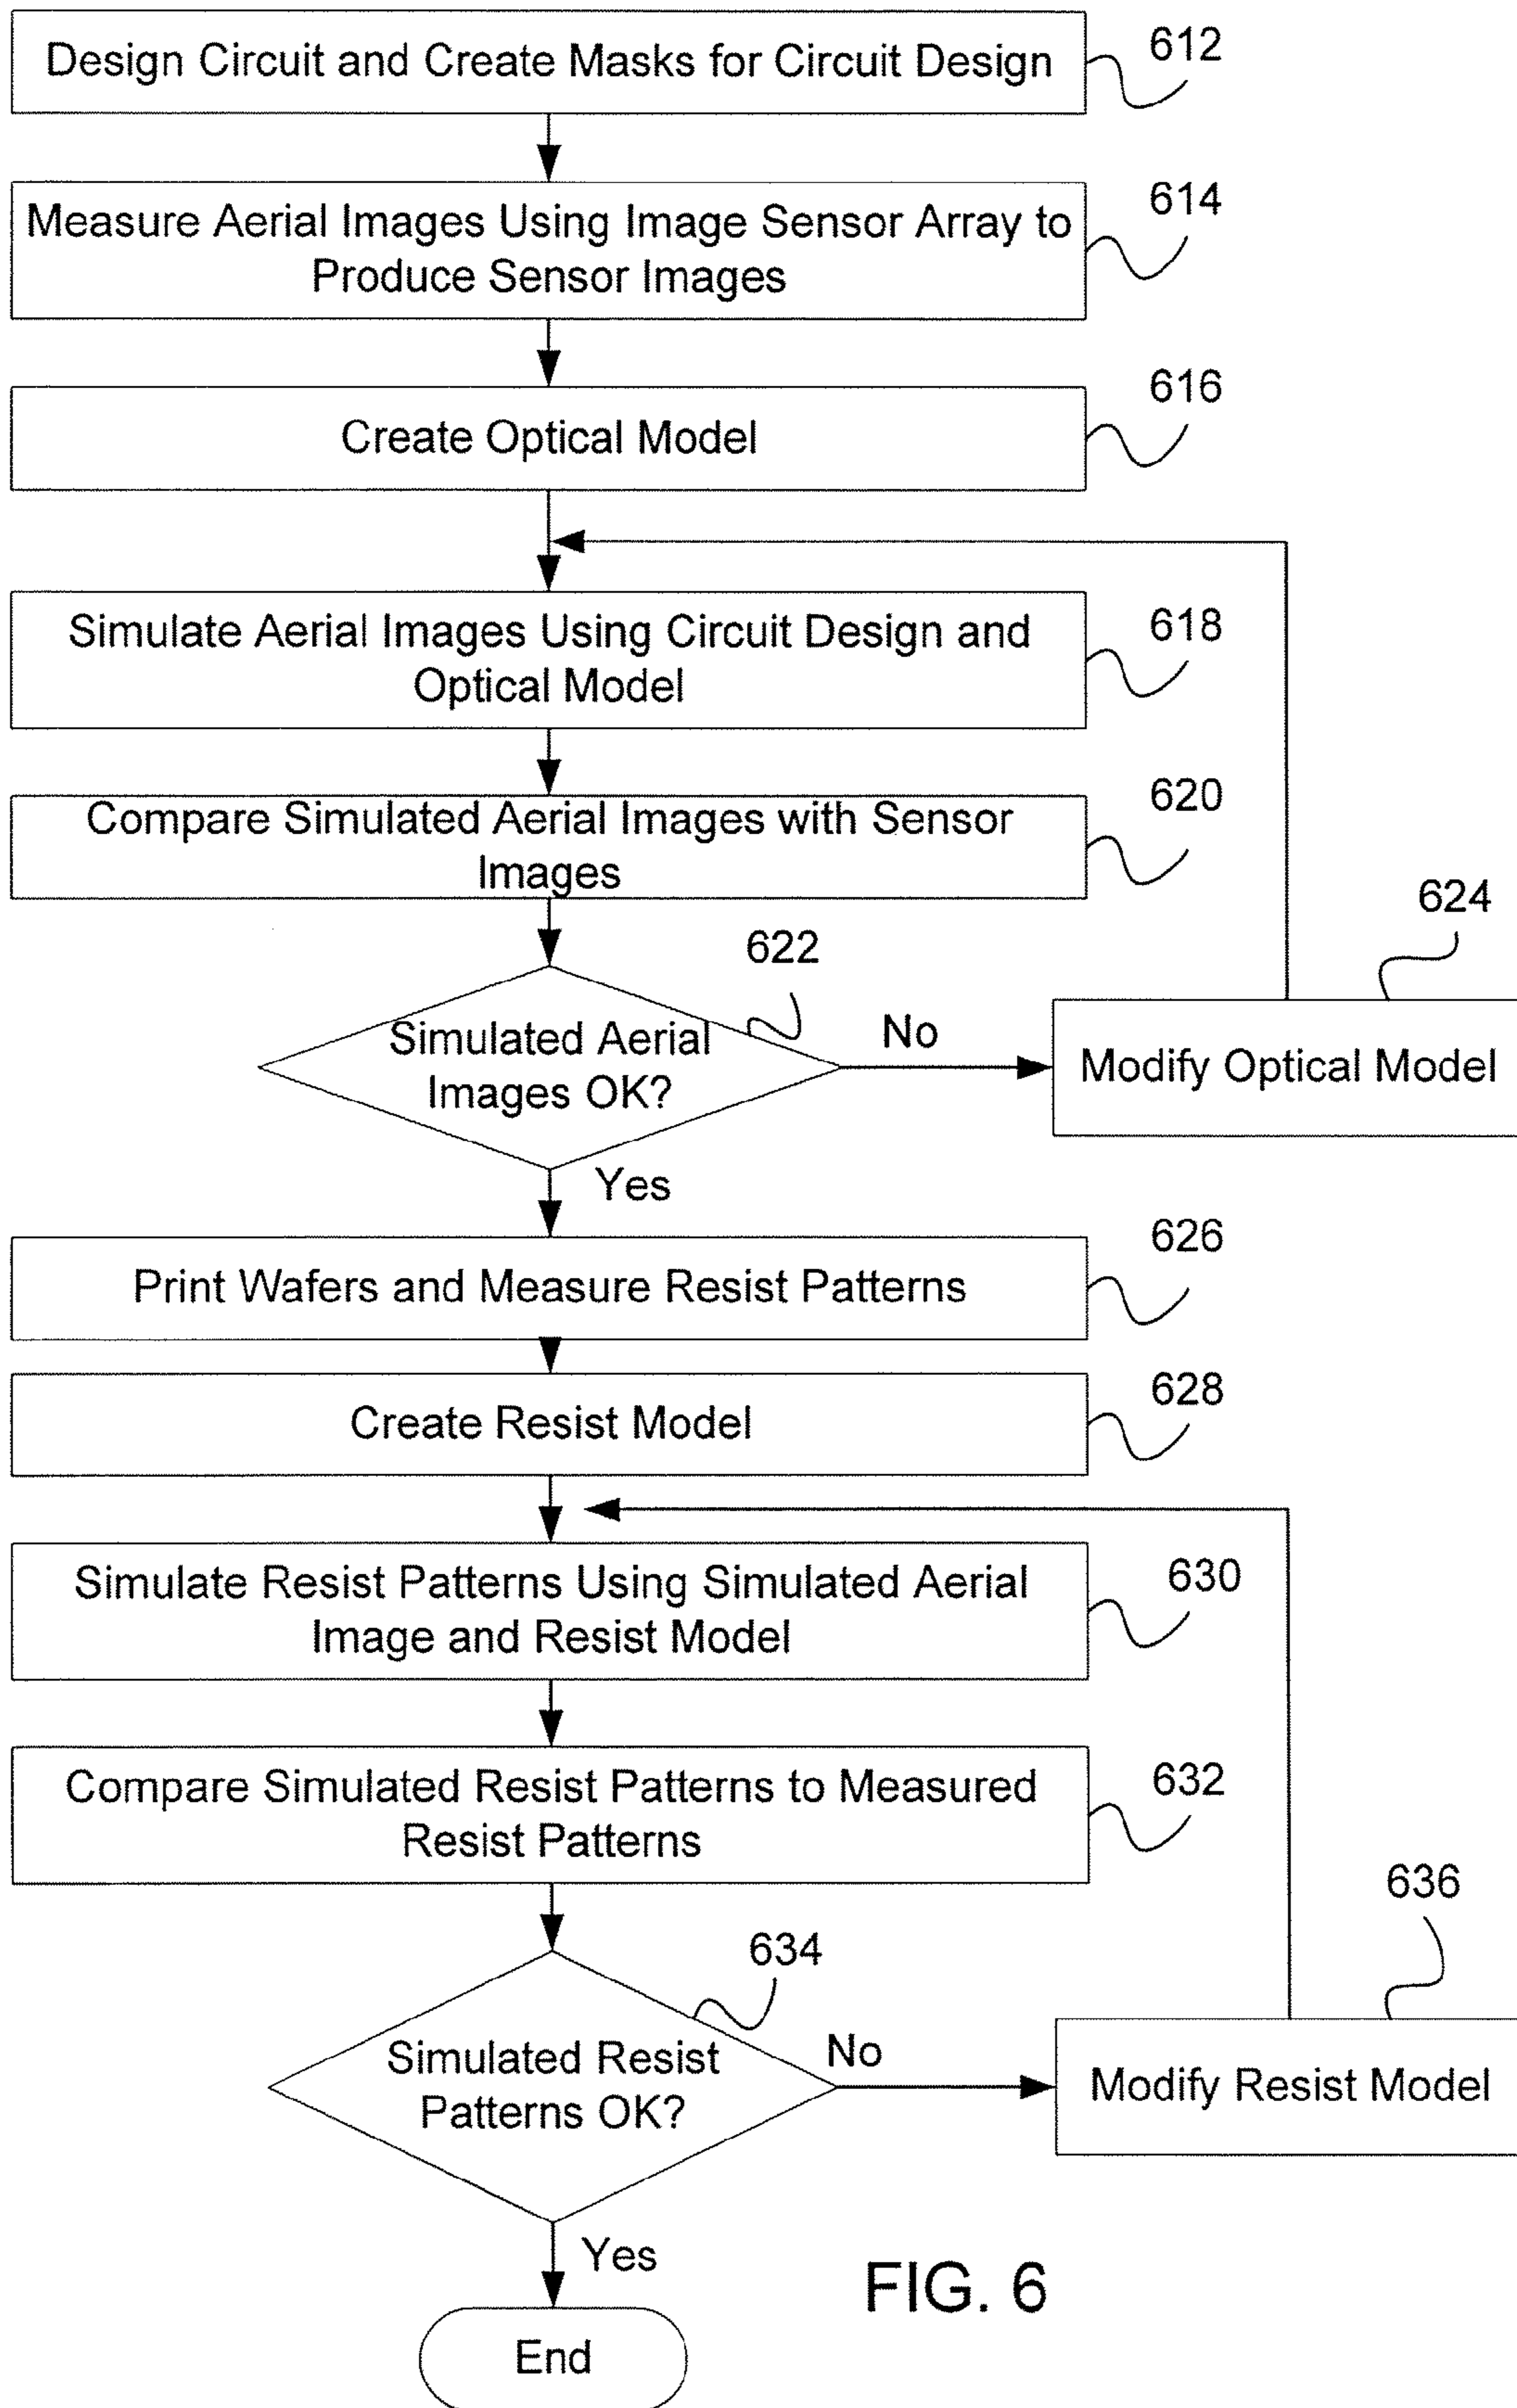 Design Circuit and Create Masks for Circuit Design
612
Measure Aerial Images Using Image Sensor Array to
Produce Sensor Images
614
Create Optical Model
616
Simulate Aerial Images Using Circuit Design and
Optical Model
618
Compare Simulated Aerial Images with Sensor
Images
620
622
624
Simulated Aerial
Images OK?
No
Modify Optical Model
Yes
Print Wafers and Measure Resist Patterns
626
Create Resist Model
628
Simulate Resist Patterns Using Simulated Aerial
Image and Resist Model
630
Compare Simulated Resist Patterns to Measured
Resist Patterns
632
634
636
Simulated Resist
Patterns OK?
No
Modify Resist Model
Yes
FIG. 6
End